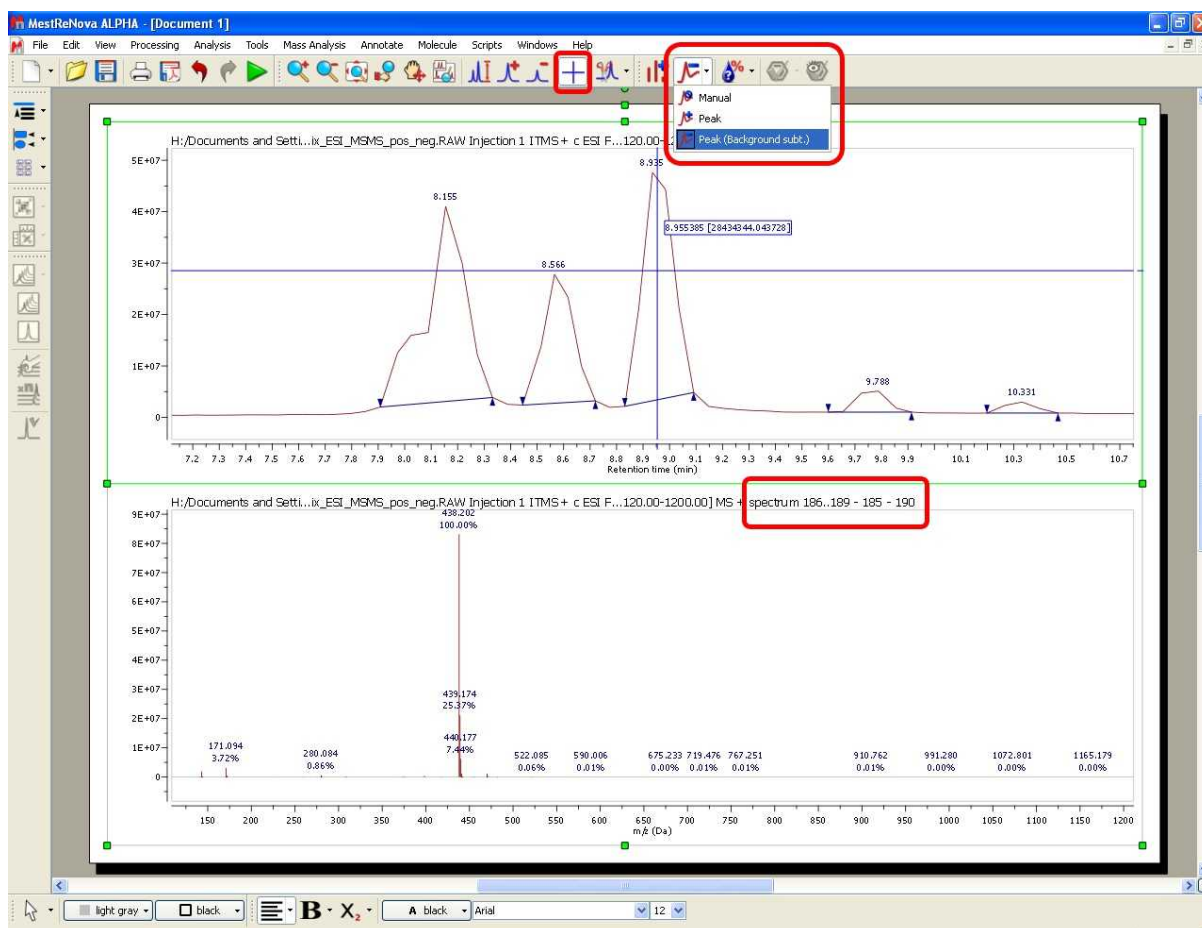 MestReNova ALPHA - [Document 1]
File Edit View Processing Analysis Tools Mass Analysis Annotate Molecule Scripts Windows Help
Manual
Peak
Peak (Background subt.)
H:/Documents and Setti...ix_ESI_MSMS_pos_neg.RAW Injection 1 ITMS + c ESI F...120.00-12
5E+07
4E+07
3E+07
2E+07
1E+07
0
8.155
8.566
8.935
8.955385 [28434344.043728]
9.788
10.331
7.2 7.3 7.4 7.5 7.6 7.7 7.8 7.9 8.0 8.1 8.2 8.3 8.4 8.5 8.6 8.7 8.8 8.9 9.0 9.1 9.2 9.3 9.4 9.5 9.6 9.7 9.8 9.9 10.1 10.3 10.5 10.7
Retention time (min)
H:/Documents and Setti...ix_ESI_MSMS_pos_neg.RAW Injection 1 ITMS + c ESI F...120.00-1200.00] MS + spectrum 186..189 - 185 - 190
9E+07
8E+07
7E+07
6E+07
5E+07
4E+07
3E+07
2E+07
1E+07
0
438.202
100.00%
439.174
25.37%
440.177
7.44%
171.094
3.72%
280.084
0.86%
522.085
0.06%
590.006
0.01%
675.233
0.00%
719.476
0.01%
767.251
0.01%
910.762
0.01%
991.280
0.00%
1072.801
0.00%
1165.179
0.00%
150 200 250 300 350 400 450 500 550 600 650 700 750 800 850 900 950 1000 1050 1100 1150 1200
m/z (Da)
light gray black B X2 A black Arial 12